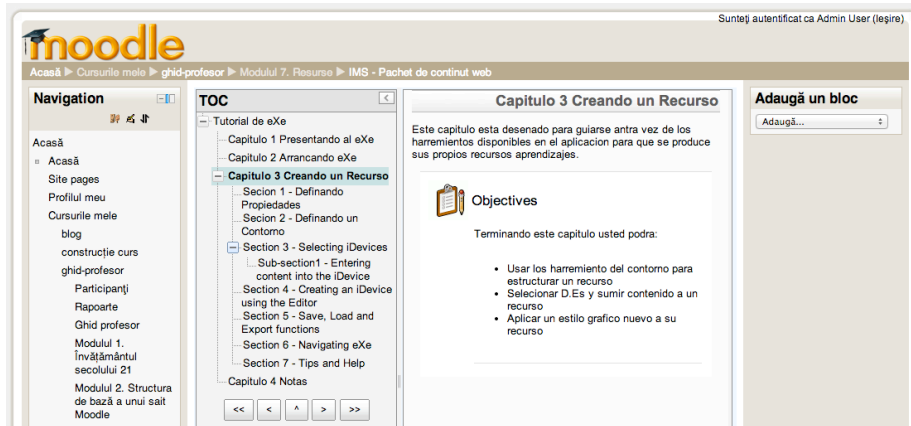 Sunteţi autentificat ca Admin User (Ieşire)
moodle
Acasă ► Cursurile mele ► ghid-profesor ► Modulul 7. Resurse ► IMS - Pachet de continut web
Navigation
Acasă
Acasă
Site pages
Profilul meu
Cursurile mele
blog
construcţie curs
ghid-profesor
Participanţi
Rapoarte
Ghid profesor
Modulul 1.
Învăţământul
secolului 21
Modulul 2. Structura
de bază a unui sait
Moodle
TOC
<
Tutorial de eXe
Capitulo 1 Presentando al eXe
Capitulo 2 Arrancando eXe
Capitulo 3 Creando un Recurso
Secion 1 - Definando
Propiedades
Secion 2 - Definando un
Contorno
Section 3 - Selecting iDevices
Sub-section1 - Entering
content into the iDevice
Section 4 - Creating an iDevice
using the Editor
Section 5 - Save, Load and
Export functions
Section 6 - Navigating eXe
Section 7 - Tips and Help
Capitulo 4 Notas
<< < ^ > >>
Capitulo 3 Creando un Recurso
Este capitulo esta desenado para guiarse antra vez de los
harremientos disponibles en el aplicacion para que se produce
sus propios recursos aprendizajes.
Objectives
Terminando este capitulo usted podra:
• Usar los harremiento del contorno para
estructurar un recurso
• Selecionar D.Es y sumir contenido a un
recurso
• Aplicar un estilo grafico nuevo a su
recurso
Adaugă un bloc
Adaugă...